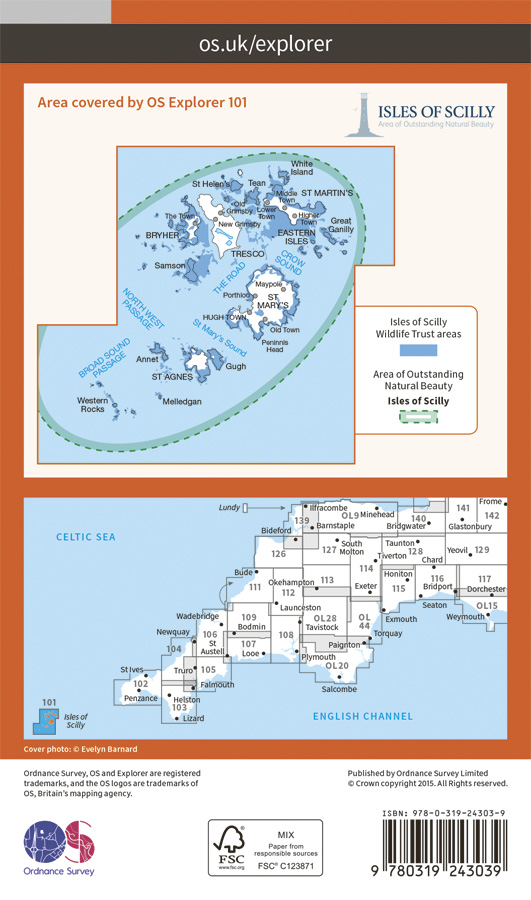 os.uk/explorer
Area covered by OS Explorer 101
ISLES OF SCILLY
Area of Outstanding Natural Beauty
White
Island
St Helen's
Tean
Middle
Town
ST MARTIN'S
Old
Grimsby
Lower
Town
Higher
Town
The Town
New Grimsby
Great
Ganilly
BRYHER
EASTERN
ISLES
TRESCO
CROW
SOUND
Samson
THE ROAD
Maypole
Porthloo
ST
MARY'S
NORTH WEST
PASSAGE
HUGH TOWN
Old Town
St Mary's Sound
Peninnis
Head
BROAD SOUND
PASSAGE
Annet
Gugh
ST AGNES
Western
Rocks
Melledgan
Isles of Scilly
Wildlife Trust areas
Area of Outstanding
Natural Beauty
Isles of Scilly
CELTIC SEA
Lundy
Ilfracombe
139
OL9
Minehead
Barnstaple
Bideford
140
Bridgwater
141
Glastonbury
Frome
142
126
127
South
Molton
Taunton
128
Tiverton
Chard
Yeovil
129
114
Bude
111
Okehampton
112
113
Exeter
Honiton
115
116
Bridport
117
Dorchester
Seaton
OL15
Weymouth
Exmouth
Launceston
Wadebridge
109
Bodmin
OL28
Tavistock
OL
44
Newquay
106
St
Austell
108
Torquay
Paignton
104
107
Looe
Plymouth
OL20
Salcombe
St Ives
Truro
105
102
Falmouth
Penzance
Helston
103
Lizard
101
Isles of
Scilly
ENGLISH CHANNEL
Cover photo: © Evelyn Barnard
Ordnance Survey, OS and Explorer are registered
trademarks, and the OS logos are trademarks of
OS, Britain's mapping agency.
Published by Ordnance Survey Limited
© Crown copyright 2015. All Rights reserved.
OS
Ordnance Survey
FSC
www.fsc.org
MIX
Paper from
responsible sources
FSC® C123871
ISBN: 978-0-319-24303-9
9 780319 243039